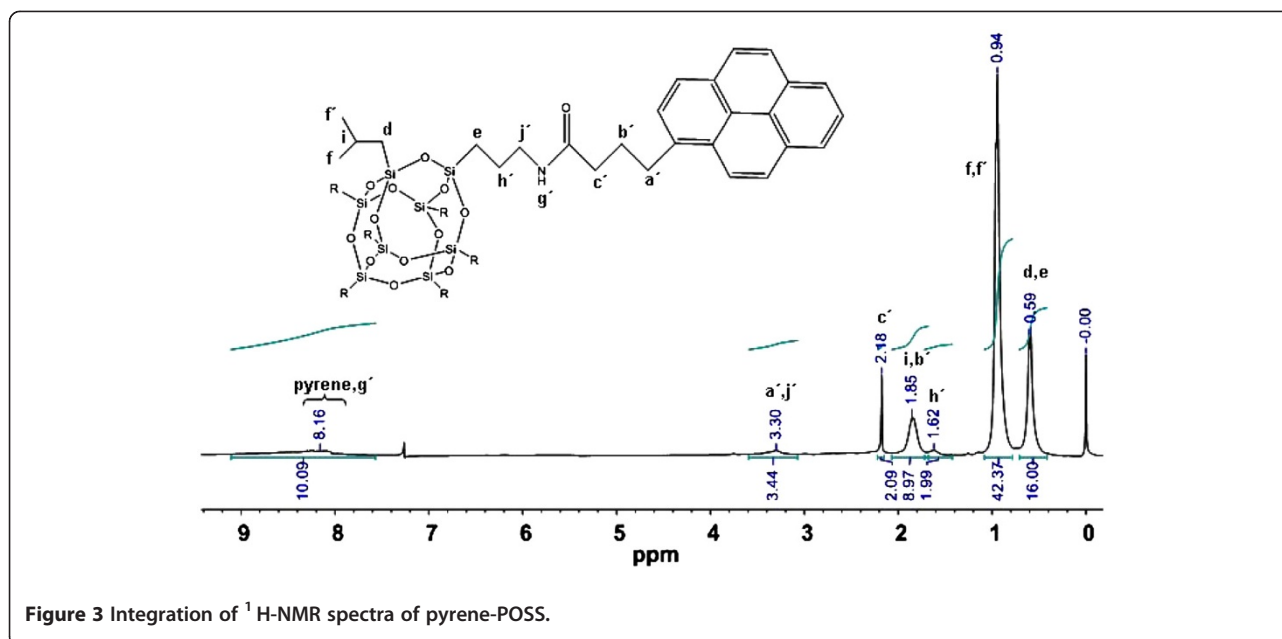 O
f´
d
b´
i
e
j´
f
O
Si
Si
N
H
h´
g´
c´
a´
R
O
O
O
Si
Si
R
O
O
O
O
R
O
Si
Si
R
O
O
Si
Si
R
R
O
R
0.94
f,f´
d,e
0.59
-0.00
c´
2.18
i,b´
1.85
h´
1.62
a´,j´
3.30
pyrene,g´
8.16
10.09
3.44
2.09
8.97
1.99
42.37
16.00
9 8 7 6 5 4 3 2 1 0
ppm
Figure 3 Integration of ¹ H-NMR spectra of pyrene-POSS.